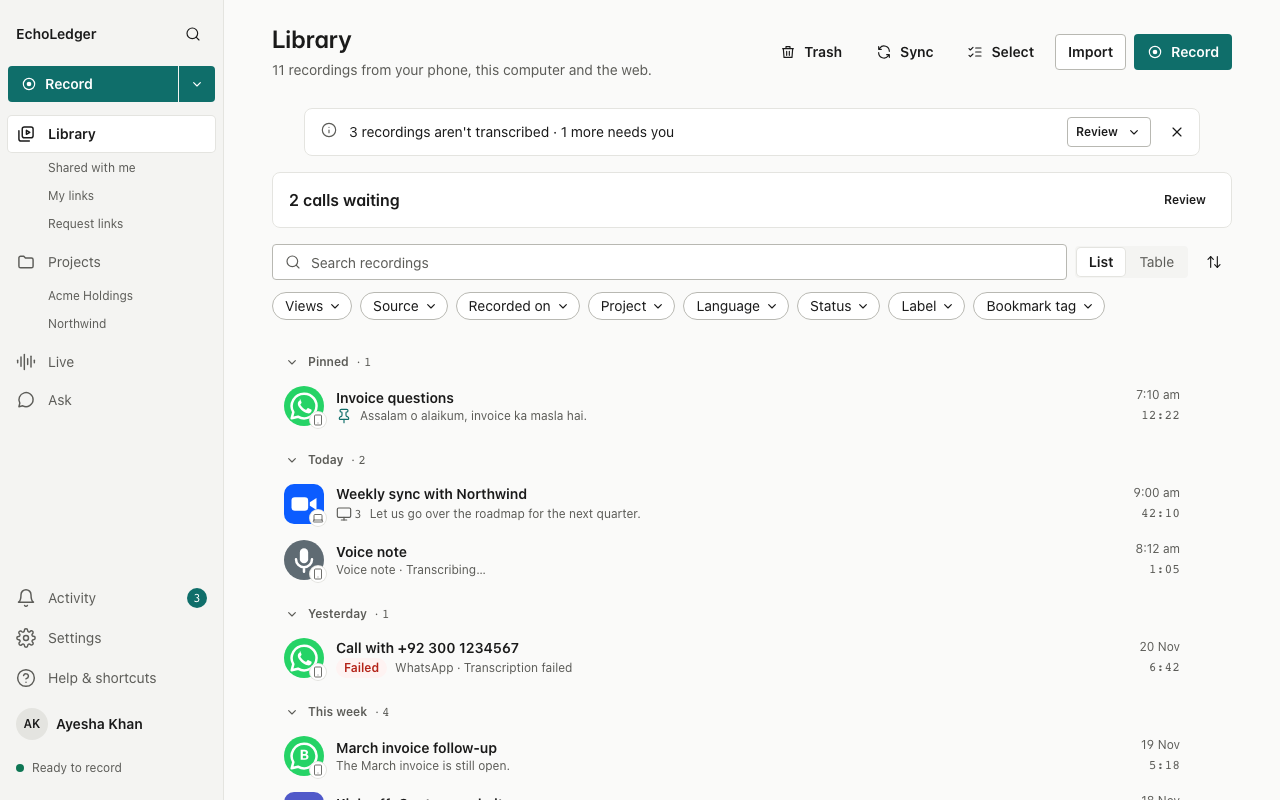 EchoLedger
Record
Library
Shared with me
My links
Request links
Projects
Acme Holdings
Northwind
Live
Ask
Activity 3
Settings
Help & shortcuts
AK Ayesha Khan
Ready to record
Library
11 recordings from your phone, this computer and the web.
Trash Sync Select Import Record
3 recordings aren't transcribed · 1 more needs you Review
2 calls waiting Review
Search recordings List Table
Views Source Recorded on Project Language Status Label Bookmark tag
Pinned · 1
Invoice questions 7:10 am
Assalam o alaikum, invoice ka masla hai. 12:22
Today · 2
Weekly sync with Northwind 9:00 am
3 Let us go over the roadmap for the next quarter. 42:10
Voice note 8:12 am
Voice note · Transcribing… 1:05
Yesterday · 1
Call with +92 300 1234567 20 Nov
Failed WhatsApp · Transcription failed 6:42
This week · 4
March invoice follow-up 19 Nov
The March invoice is still open. 5:18
18 Nov